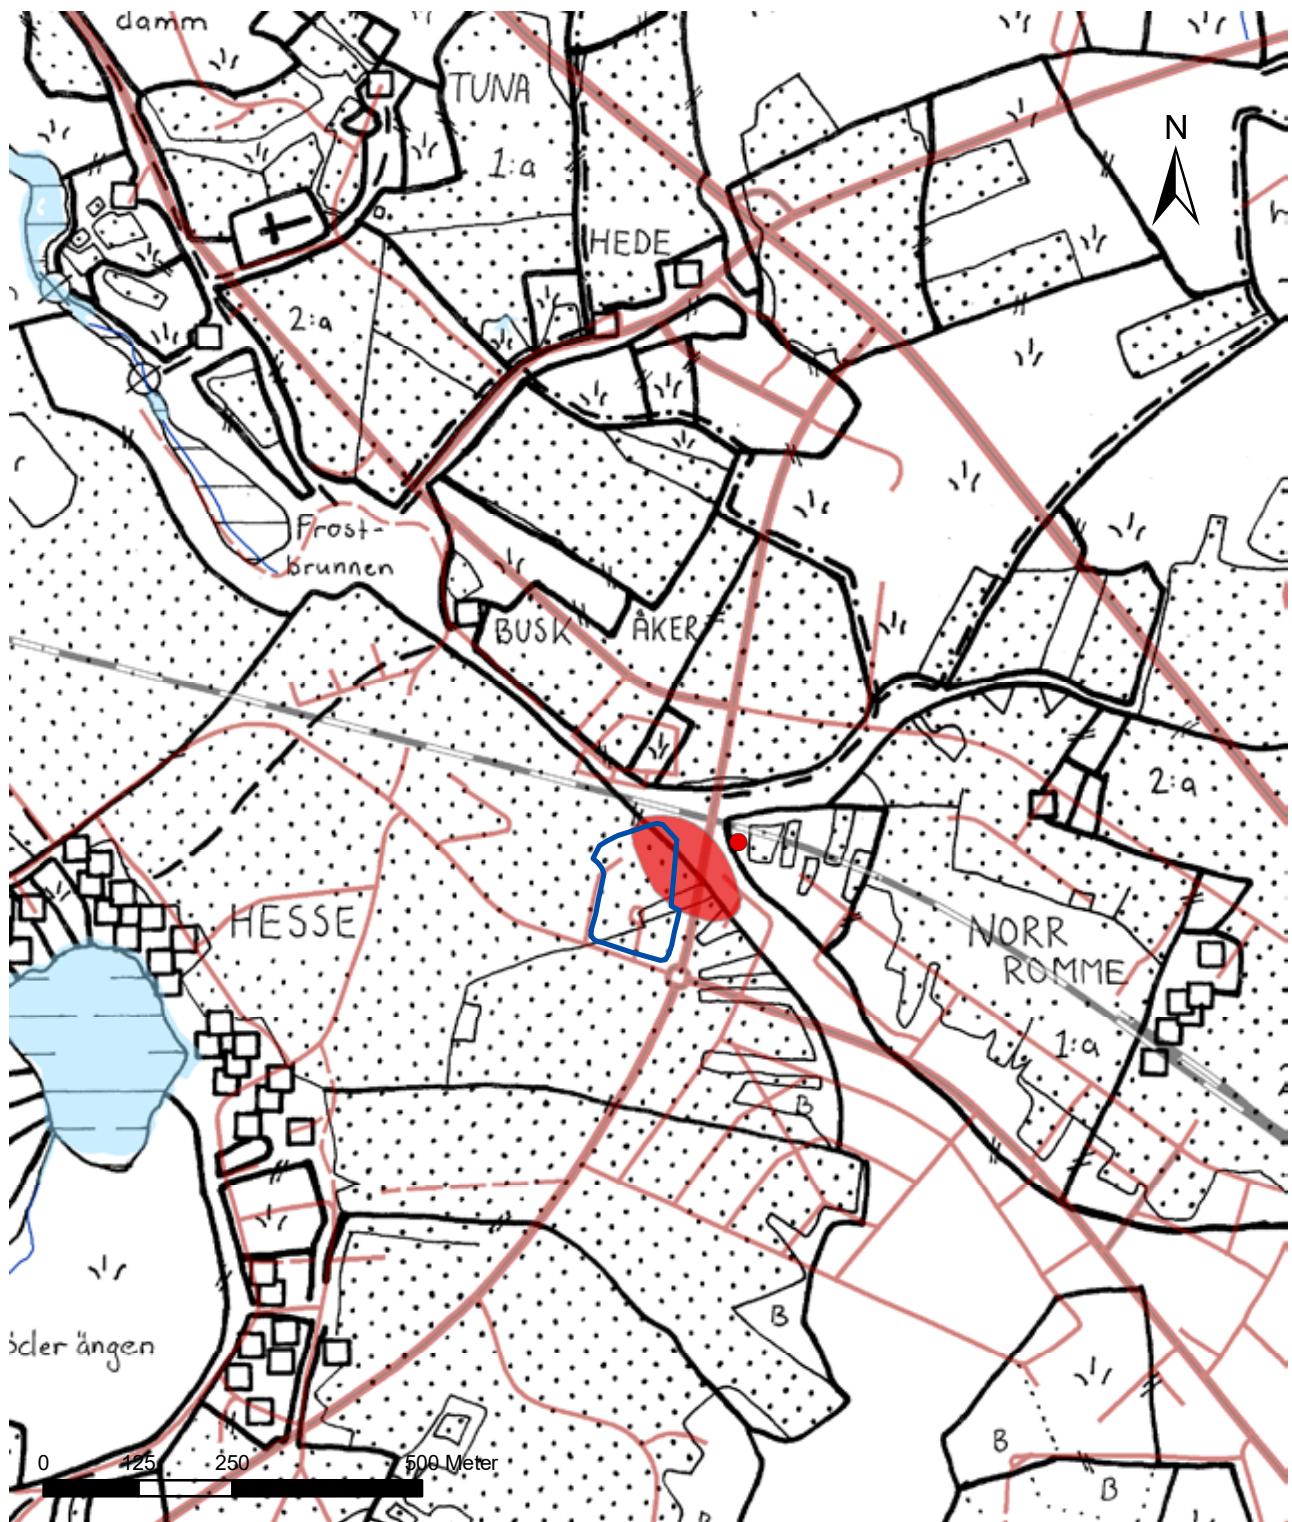 damm
TUNA
N
1:a
HEDE
2:a
Frost-
brunnen
BUSK ÅKER
2:a
HESSE
NORR
ROMME
1:a
B
B
öder ängen
B
0 125 250 500 Meter
B